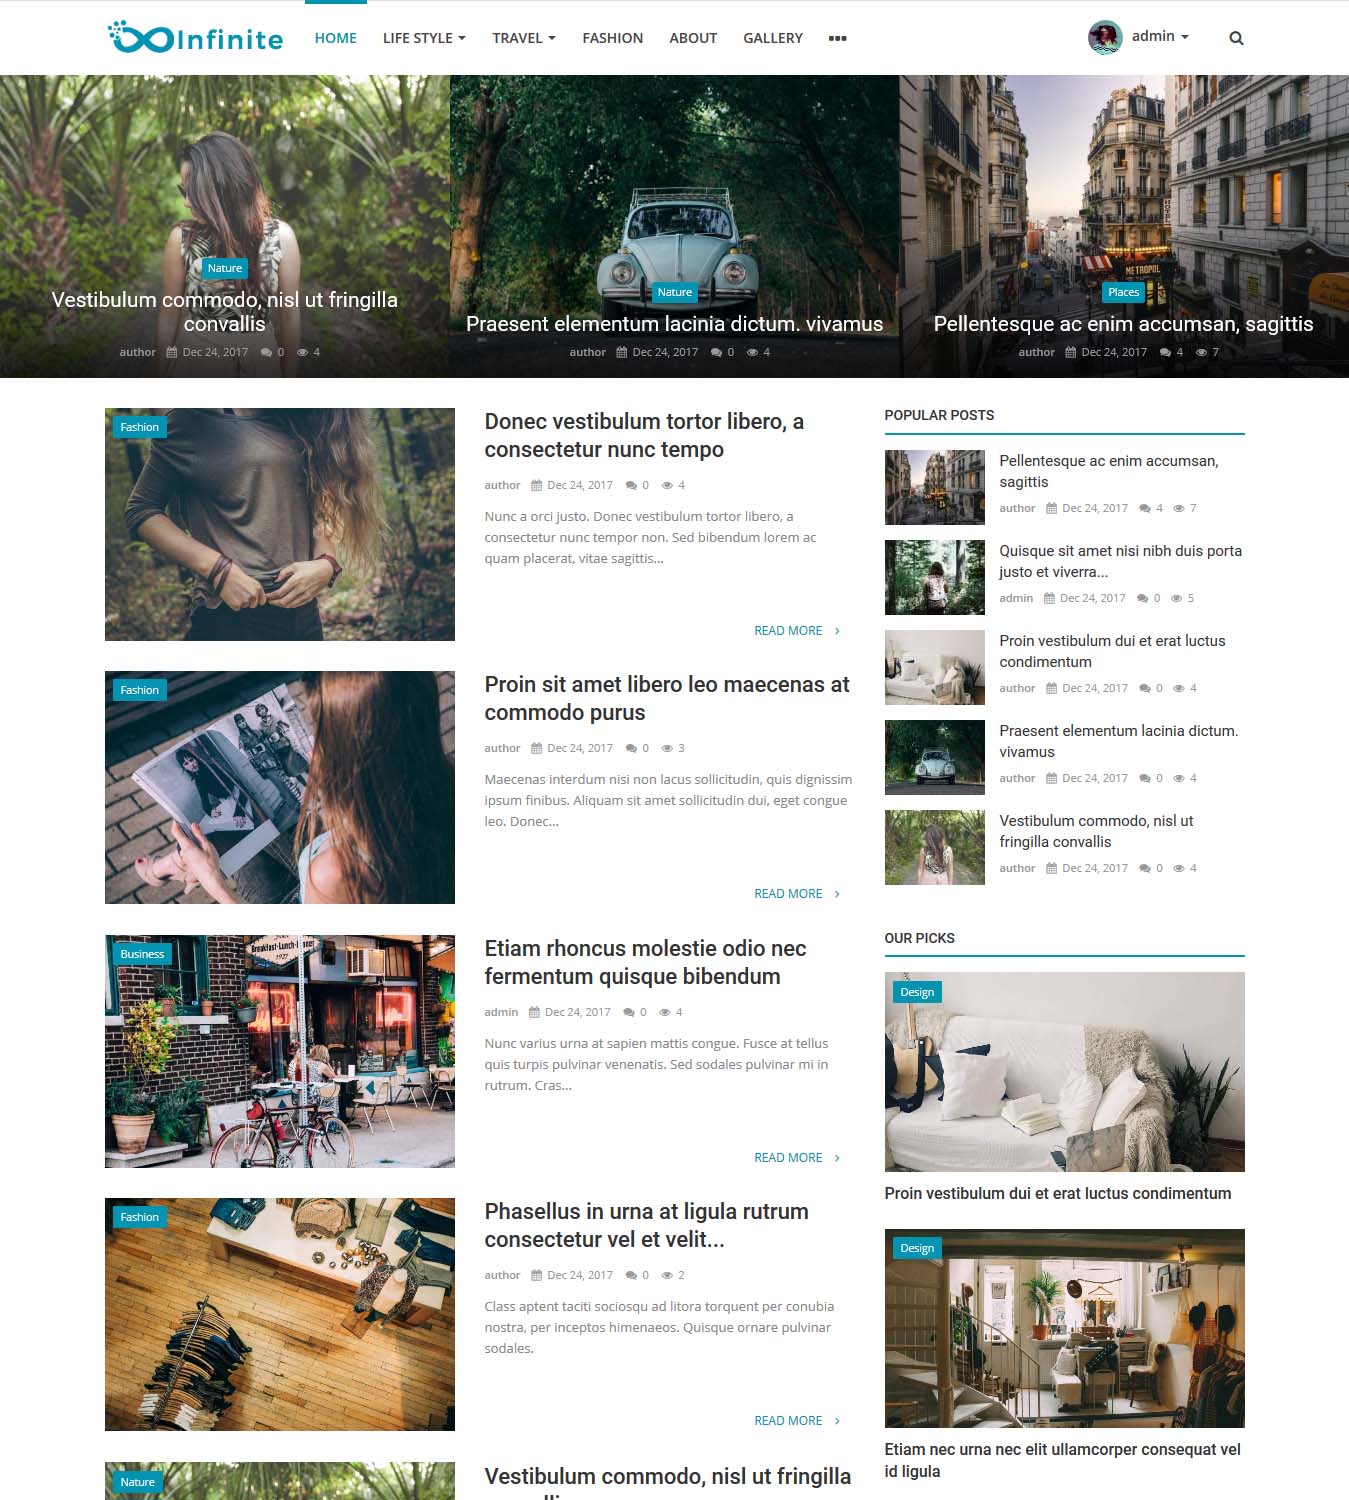 Infinite
HOME
LIFE STYLE
TRAVEL
FASHION
ABOUT
GALLERY
admin
Nature
Vestibulum commodo, nisl ut fringilla
convallis
author Dec 24, 2017 0 4
Nature
Praesent elementum lacinia dictum. vivamus
author Dec 24, 2017 0 4
HOTEL
METROPOL
Places
Pellentesque ac enim accumsan, sagittis
author Dec 24, 2017 4 7
Fashion
Donec vestibulum tortor libero, a
consectetur nunc tempo
author Dec 24, 2017 0 4
Nunc a orci justo. Donec vestibulum tortor libero, a
consectetur nunc tempor non. Sed bibendum lorem ac
quam placerat, vitae sagittis...
READ MORE
Fashion
Proin sit amet libero leo maecenas at
commodo purus
author Dec 24, 2017 0 3
Maecenas interdum nisi non lacus sollicitudin, quis dignissim
ipsum finibus. Aliquam sit amet sollicitudin dui, eget congue
leo. Donec...
READ MORE
Business
Breakfast-Lunch-Dinner
1927
Etiam rhoncus molestie odio nec
fermentum quisque bibendum
admin Dec 24, 2017 0 4
Nunc varius urna at sapien mattis congue. Fusce at tellus
quis turpis pulvinar venenatis. Sed sodales pulvinar mi in
rutrum. Cras...
READ MORE
Fashion
Phasellus in urna at ligula rutrum
consectetur vel et velit...
author Dec 24, 2017 0 2
Class aptent taciti sociosqu ad litora torquent per conubia
nostra, per inceptos himenaeos. Quisque ornare pulvinar
sodales.
READ MORE
Nature
Vestibulum commodo, nisl ut fringilla
POPULAR POSTS
Pellentesque ac enim accumsan,
sagittis
author Dec 24, 2017 4 7
Quisque sit amet nisi nibh duis porta
justo et viverra...
admin Dec 24, 2017 0 5
Proin vestibulum dui et erat luctus
condimentum
author Dec 24, 2017 0 4
Praesent elementum lacinia dictum.
vivamus
author Dec 24, 2017 0 4
Vestibulum commodo, nisl ut
fringilla convallis
author Dec 24, 2017 0 4
OUR PICKS
Design
Proin vestibulum dui et erat luctus condimentum
Design
Etiam nec urna nec elit ullamcorper consequat vel
id ligula